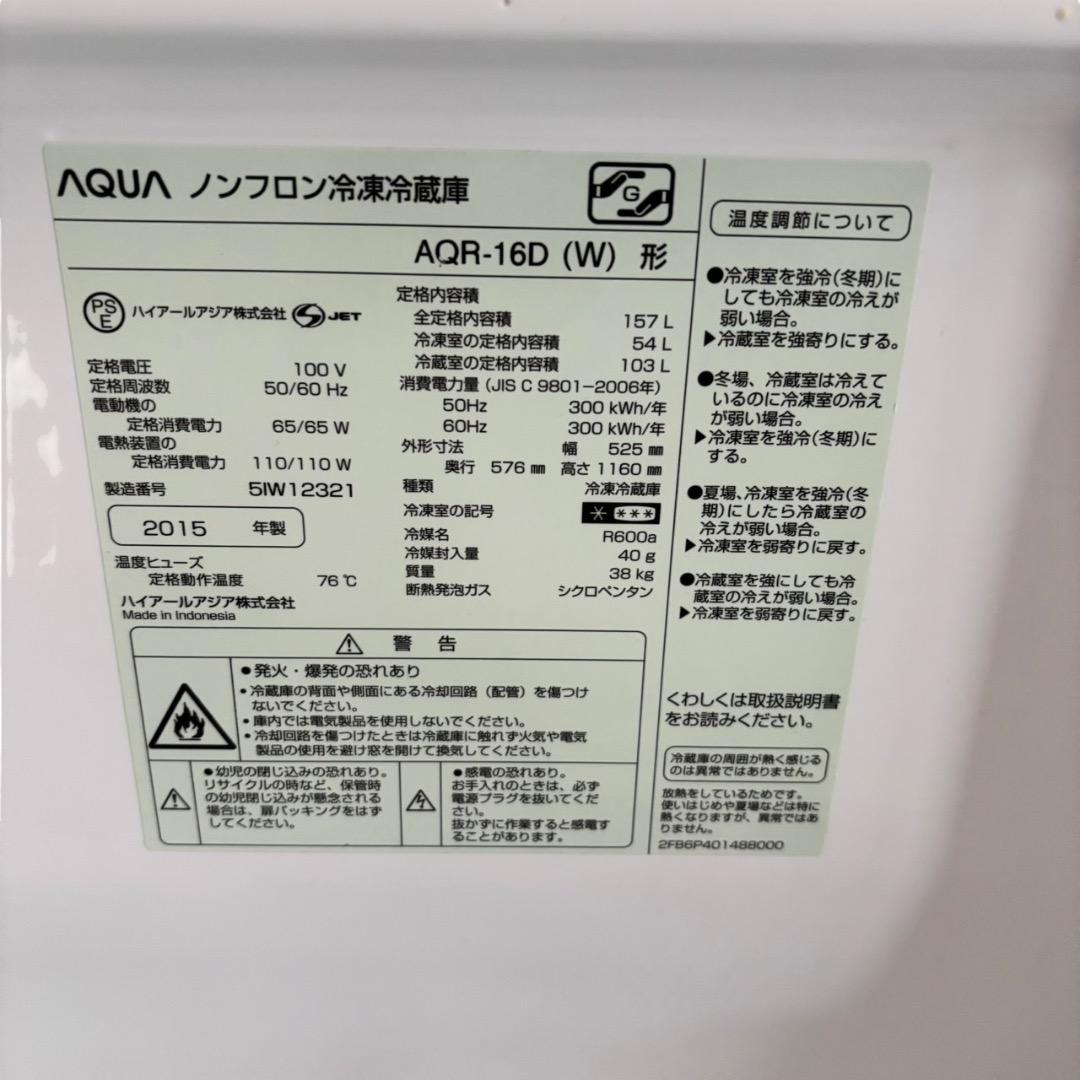 AQUA ノンフロン冷凍冷蔵庫
G
AQR-16D (W) 形
PS
E
ハイアールアジア株式会社
JET
定格電圧 100 V
定格周波数 50/60 Hz
電動機の
定格消費電力 65/65 W
電熱装置の
定格消費電力 110/110 W
製造番号 5IW12321
2015 年製
温度ヒューズ
定格動作温度 76 ℃
ハイアールアジア株式会社
Made in Indonesia
定格内容積
全定格内容積 157 L
冷凍室の定格内容積 54 L
冷蔵室の定格内容積 103 L
消費電力量 (JIS C 9801-2006年)
50Hz 300 kWh/年
60Hz 300 kWh/年
外形寸法 幅 525 mm
奥行 576 mm 高さ 1160 mm
種類 冷凍冷蔵庫
冷凍室の記号 * ***
冷媒名 R600a
冷媒封入量 40 g
質量 38 kg
断熱発泡ガス シクロペンタン
⚠ 警 告
●発火・爆発の恐れあり
・冷蔵庫の背面や側面にある冷却回路（配管）を傷つけ
ないでください。
・庫内では電気製品を使用しないでください。
・冷却回路を傷つけたときは冷蔵庫に触れず火気や電気
製品の使用を避け窓を開けて換気してください。
●幼児の閉じ込みの恐れあり。
リサイクルの時など、保管時
の幼児閉じ込みが懸念される
場合は、扉パッキングをはず
してください。
●感電の恐れあり。
お手入れのときは、必ず
電源プラグを抜いてくだ
さい。
抜かずに作業すると感電す
ることがあります。
温度調節について
●冷凍室を強冷(冬期)に
しても冷凍室の冷えが
弱い場合。
▶冷蔵室を強寄りにする。
●冬場、冷蔵室は冷えて
いるのに冷凍室の冷え
が弱い場合。
▶冷凍室を強冷(冬期)に
する。
●夏場、冷凍室を強冷(冬
期)にしたら冷蔵室の
冷えが弱い場合。
▶冷凍室を弱寄りに戻す。
●冷蔵室を強にしても冷
蔵室の冷えが弱い場合。
▶冷凍室を弱寄りに戻す。
くわしくは取扱説明書
をお読みください。
冷蔵庫の周囲が熱く感じる
のは異常ではありません。
放熱をしているためです。
使いはじめや夏場などは特に
熱くなりますが、異常ではあ
りません。
2FB6P401488000